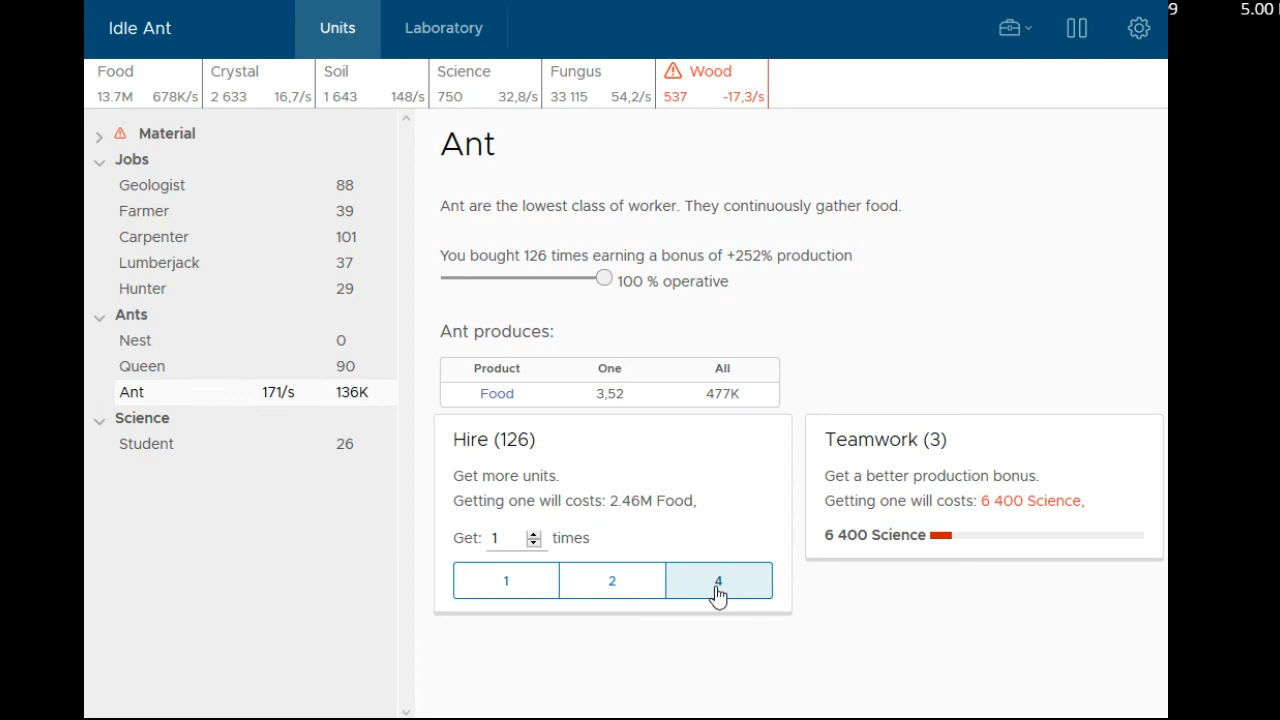 Idle Ant Units Laboratory
9 5.00
Food Crystal Soil Science Fungus Wood
13.7M 678K/s 2 633 16,7/s 1 643 148/s 750 32,8/s 33 115 54,2/s 537 -17,3/s
Material
Jobs
Geologist 88
Farmer 39
Carpenter 101
Lumberjack 37
Hunter 29
Ants
Nest 0
Queen 90
Ant 171/s 136K
Science
Student 26
Ant
Ant are the lowest class of worker. They continuously gather food.
You bought 126 times earning a bonus of +252% production
100 % operative
Ant produces:
Product One All
Food 3,52 477K
Hire (126)
Get more units.
Getting one will costs: 2.46M Food,
Get: 1 times
1 2 4
Teamwork (3)
Get a better production bonus.
Getting one will costs: 6 400 Science,
6 400 Science